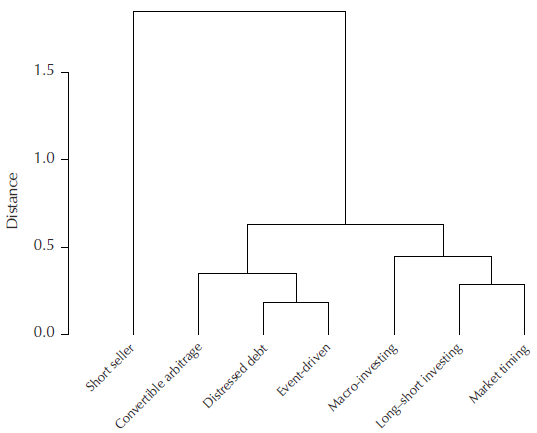 1.5
1.0
0.5
0.0
Distance
Short seller
Convertible arbitrage
Distressed debt
Event-driven
Macro-investing
Long–short investing
Market timing